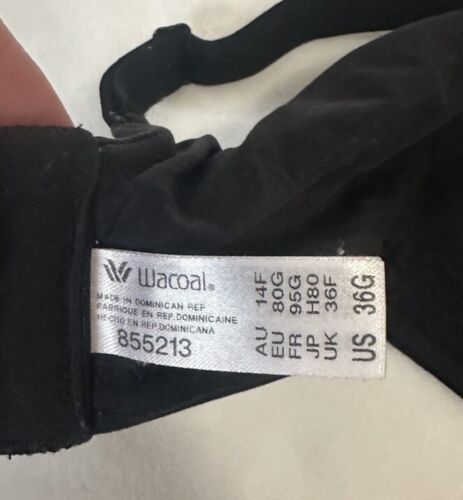 Wacoal®
MADE IN DOMINICAN REP
FABRIQUE EN REP.DOMINICAINE
HECHO EN REP.DOMINICANA
855213
AU 14F
EU 80G
FR 95G
JP H80
UK 36F
US 36G